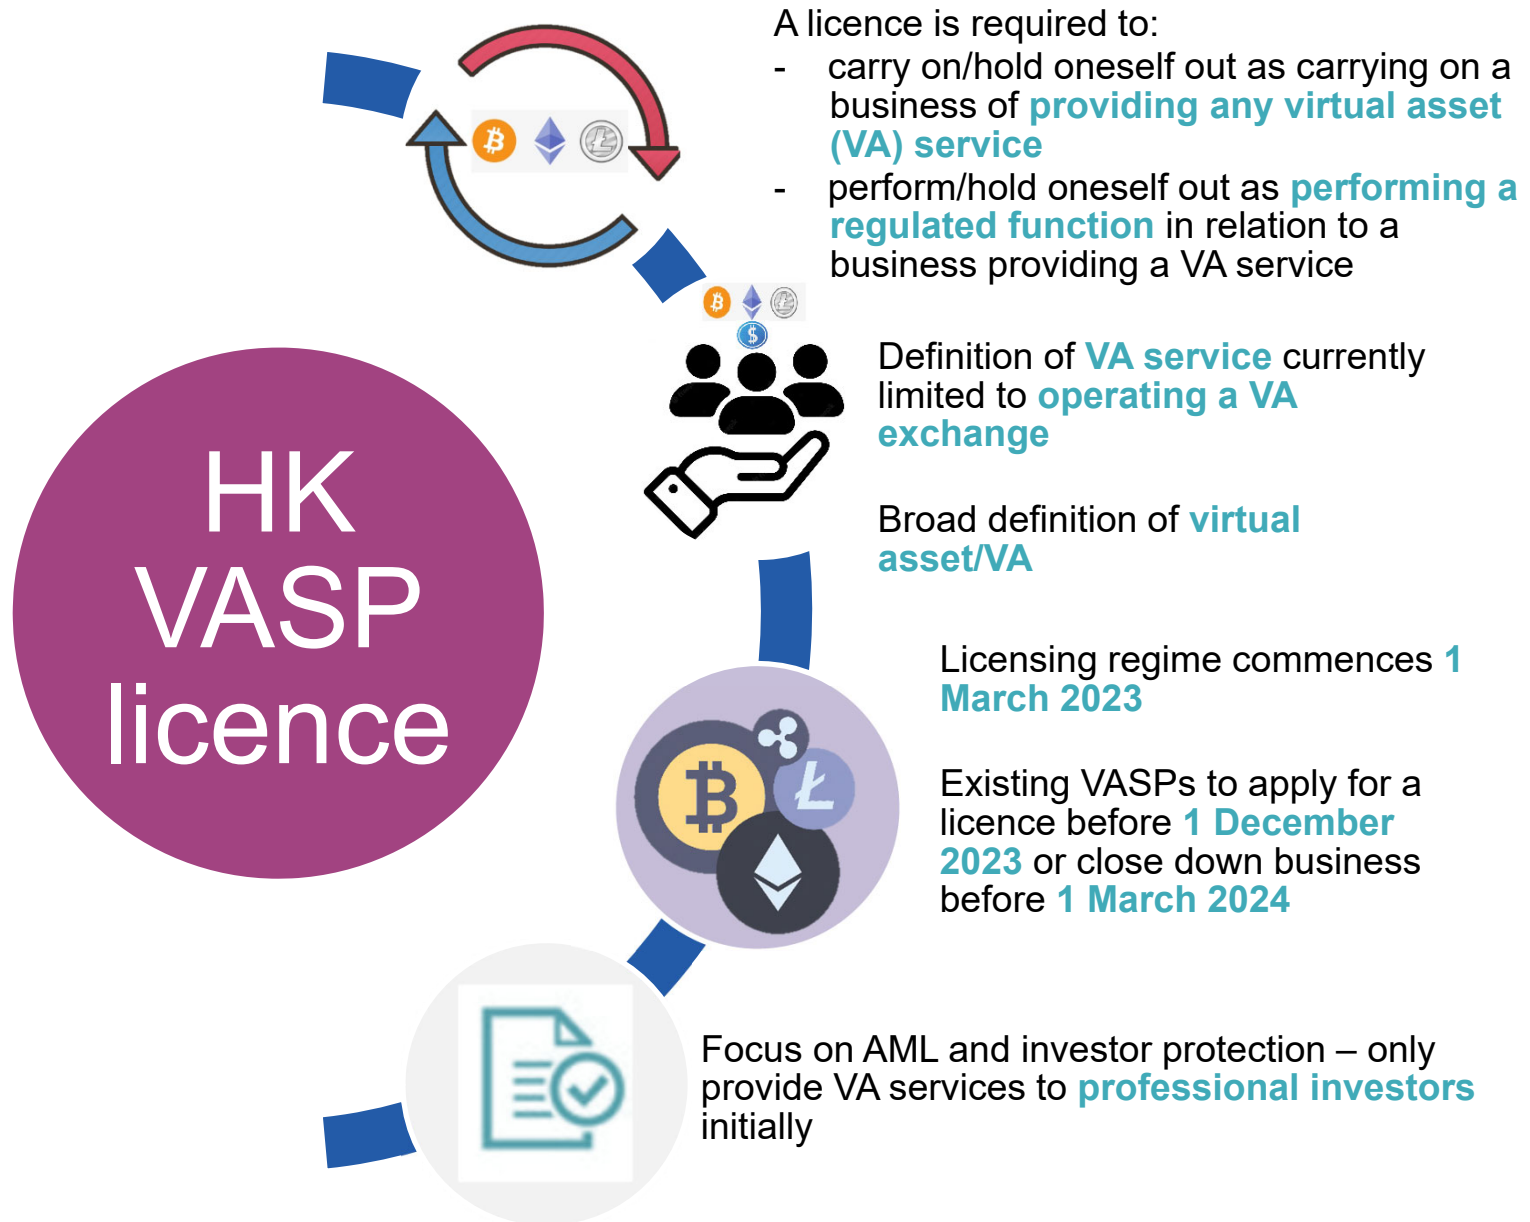 A licence is required to:
- carry on/hold oneself out as carrying on a
business of providing any virtual asset
(VA) service
- perform/hold oneself out as performing a
regulated function in relation to a
business providing a VA service
Definition of VA service currently
limited to operating a VA
exchange
Broad definition of virtual
asset/VA
HK
VASP
licence
Licensing regime commences 1
March 2023
Existing VASPs to apply for a
licence before 1 December
2023 or close down business
before 1 March 2024
Focus on AML and investor protection – only
provide VA services to professional investors
initially